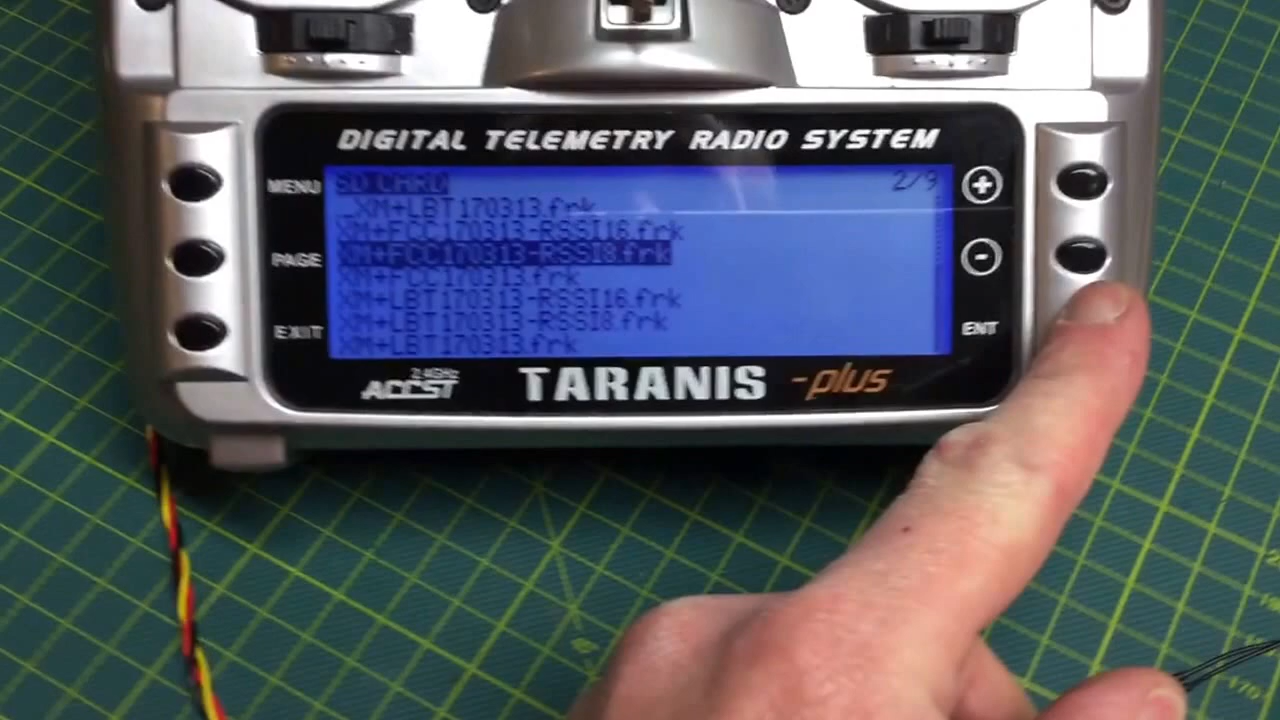 DIGITAL TELEMETRY RADIO SYSTEM
MENU
PAGE
EXIT
SD CARD 2/9
_XM+LBT170313.frk
XM+FCC170313-RSSI16.frk
XM+FCC170313-RSSI8.frk
XM+FCC170313.frk
XM+LBT170313-RSSI16.frk
XM+LBT170313-RSSI8.frk
XM+LBT170313.frk
+
-
ENT
2.4GHz
ACCST
TARANIS -plus